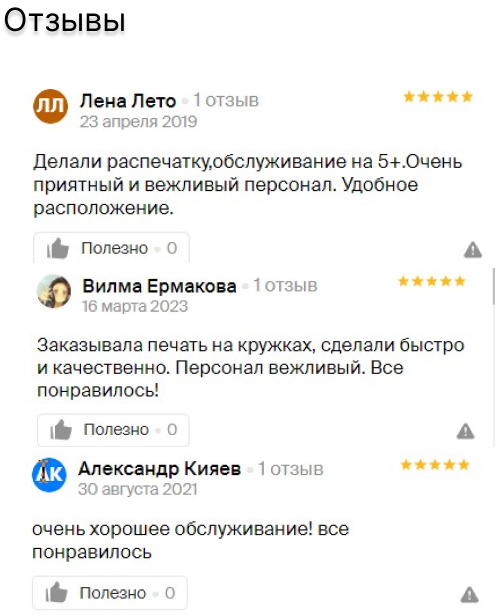 Отзывы
ЛЛ Лена Лето 1 отзыв
23 апреля 2019
Делали распечатку,обслуживание на 5+.Очень
приятный и вежливый персонал. Удобное
расположение.
Полезно 0
Вилма Ермакова 1 отзыв
16 марта 2023
Заказывала печать на кружках, сделали быстро
и качественно. Персонал вежливый. Все
понравилось!
Полезно 0
АК Александр Кияев 1 отзыв
30 августа 2021
очень хорошее обслуживание! все
понравилось
Полезно 0